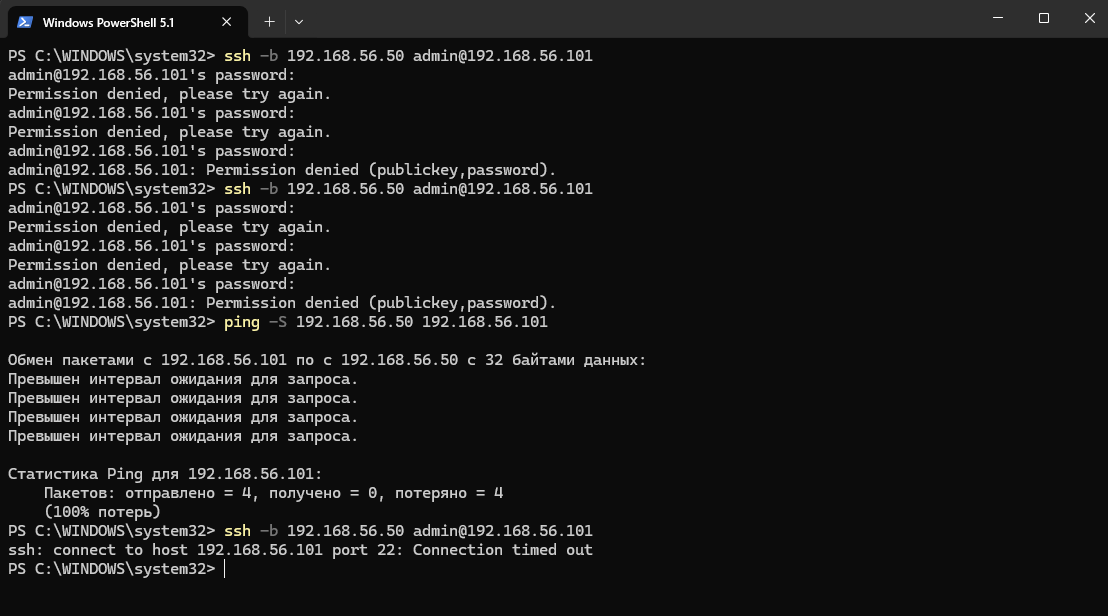 Windows PowerShell 5.1
PS C:\WINDOWS\system32> ssh -b 192.168.56.50 admin@192.168.56.101
admin@192.168.56.101's password:
Permission denied, please try again.
admin@192.168.56.101's password:
Permission denied, please try again.
admin@192.168.56.101's password:
admin@192.168.56.101: Permission denied (publickey,password).
PS C:\WINDOWS\system32> ssh -b 192.168.56.50 admin@192.168.56.101
admin@192.168.56.101's password:
Permission denied, please try again.
admin@192.168.56.101's password:
Permission denied, please try again.
admin@192.168.56.101's password:
admin@192.168.56.101: Permission denied (publickey,password).
PS C:\WINDOWS\system32> ping -S 192.168.56.50 192.168.56.101
Обмен пакетами с 192.168.56.101 по с 192.168.56.50 с 32 байтами данных:
Превышен интервал ожидания для запроса.
Превышен интервал ожидания для запроса.
Превышен интервал ожидания для запроса.
Превышен интервал ожидания для запроса.
Статистика Ping для 192.168.56.101:
Пакетов: отправлено = 4, получено = 0, потеряно = 4
(100% потерь)
PS C:\WINDOWS\system32> ssh -b 192.168.56.50 admin@192.168.56.101
ssh: connect to host 192.168.56.101 port 22: Connection timed out
PS C:\WINDOWS\system32>